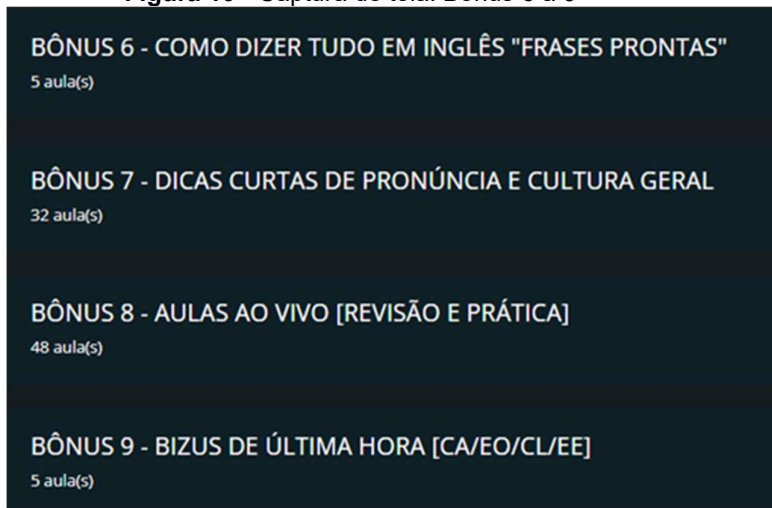 BÔNUS 6 - COMO DIZER TUDO EM INGLÊS "FRASES PRONTAS"
5 aula(s)
BÔNUS 7 - DICAS CURTAS DE PRONÚNCIA E CULTURA GERAL
32 aula(s)
BÔNUS 8 - AULAS AO VIVO [REVISÃO E PRÁTICA]
48 aula(s)
BÔNUS 9 - BIZUS DE ÚLTIMA HORA [CA/EO/CL/EE]
5 aula(s)